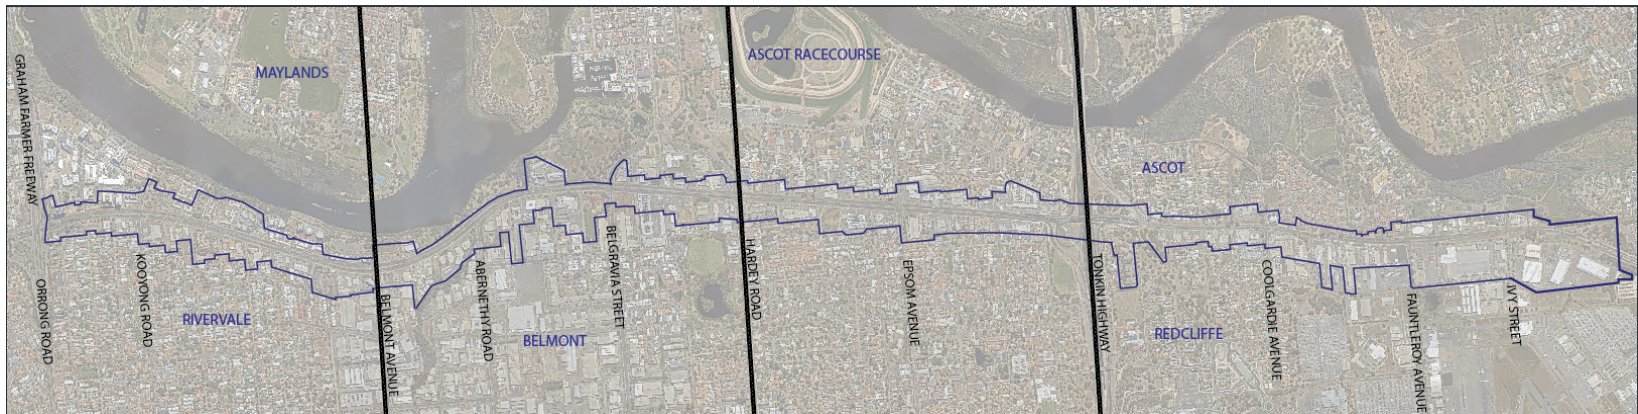 GRAHAM FARMER FREEWAY
ORRONG ROAD
KOOYONG ROAD
RIVERVALE
MAYLANDS
BELMONT AVENUE
ABERNETHY ROAD
BELMONT
BELGRAVIA STREET
ASCOT RACECOURSE
HARDEY ROAD
EPSOM AVENUE
TONKIN HIGHWAY
ASCOT
REDCLIFFE
COOLGARDIE AVENUE
FAUNTLEROY AVENUE
IVY STREET